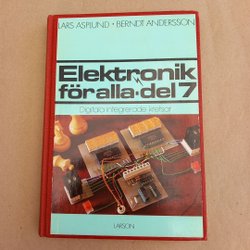 LARS ASPLUND · BERNDT ANDERSSON
Elektronik
för alla·del 7
Digitala integrerade kretsar
LARSON